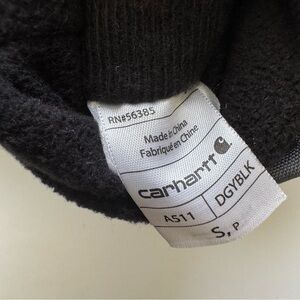 RN#56385
Made in China
Fabriqué en Chine
carhartt
A511
DGYBLK
S, P